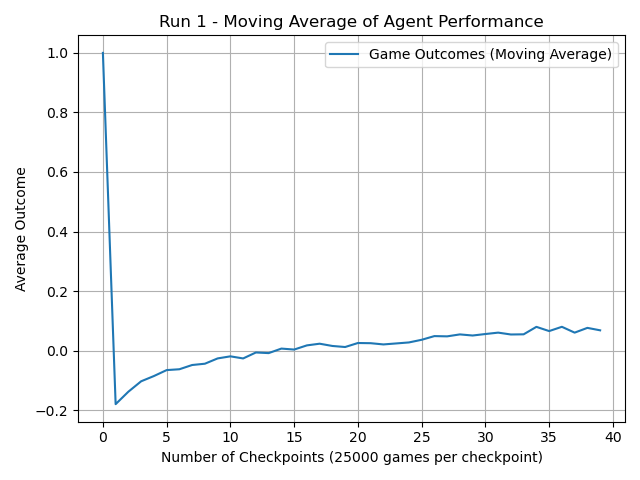 Run 1 - Moving Average of Agent Performance
Game Outcomes (Moving Average)
Average Outcome
1.0
0.8
0.6
0.4
0.2
0.0
−0.2
0 5 10 15 20 25 30 35 40
Number of Checkpoints (25000 games per checkpoint)